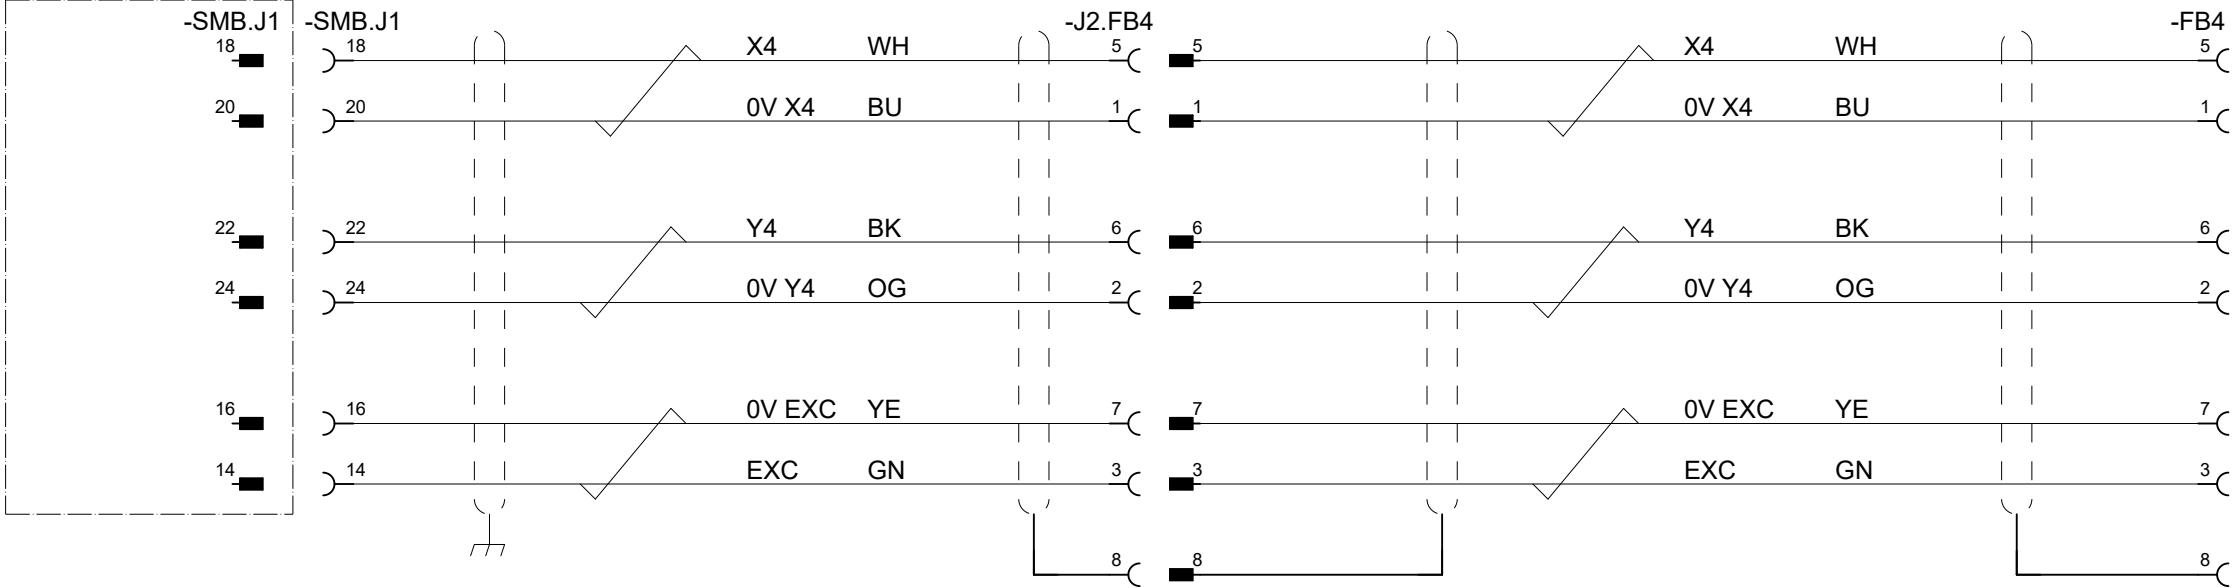 -SMB.J1 -SMB.J1 -J2.FB4 -FB4
18 18 X4 WH 5 5 X4 WH 5
20 20 0V X4 BU 1 1 0V X4 BU 1
22 22 Y4 BK 6 6 Y4 BK 6
24 24 0V Y4 OG 2 2 0V Y4 OG 2
16 16 0V EXC YE 7 7 0V EXC YE 7
14 14 EXC GN 3 3 EXC GN 3
8 8 8